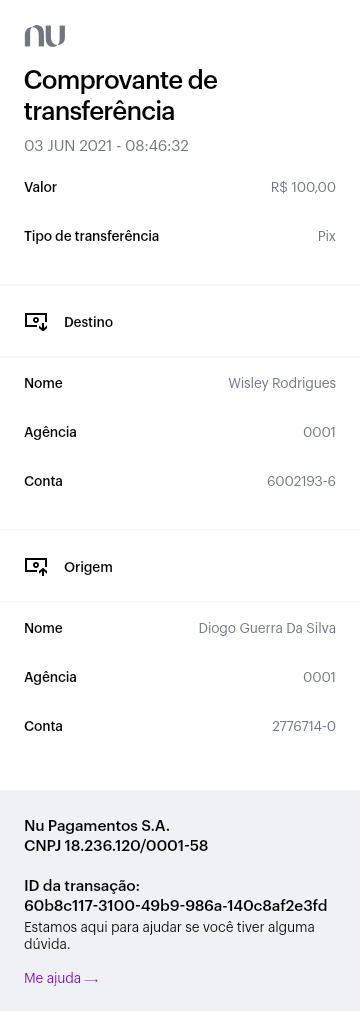 nu
Comprovante de
transferência
03 JUN 2021 - 08:46:32
Valor R$ 100,00
Tipo de transferência Pix
Destino
Nome Wisley Rodrigues
Agência 0001
Conta 6002193-6
Origem
Nome Diogo Guerra Da Silva
Agência 0001
Conta 2776714-0
Nu Pagamentos S.A.
CNPJ 18.236.120/0001-58
ID da transação:
60b8c117-3100-49b9-986a-140c8af2e3fd
Estamos aqui para ajudar se você tiver alguma
dúvida.
Me ajuda →